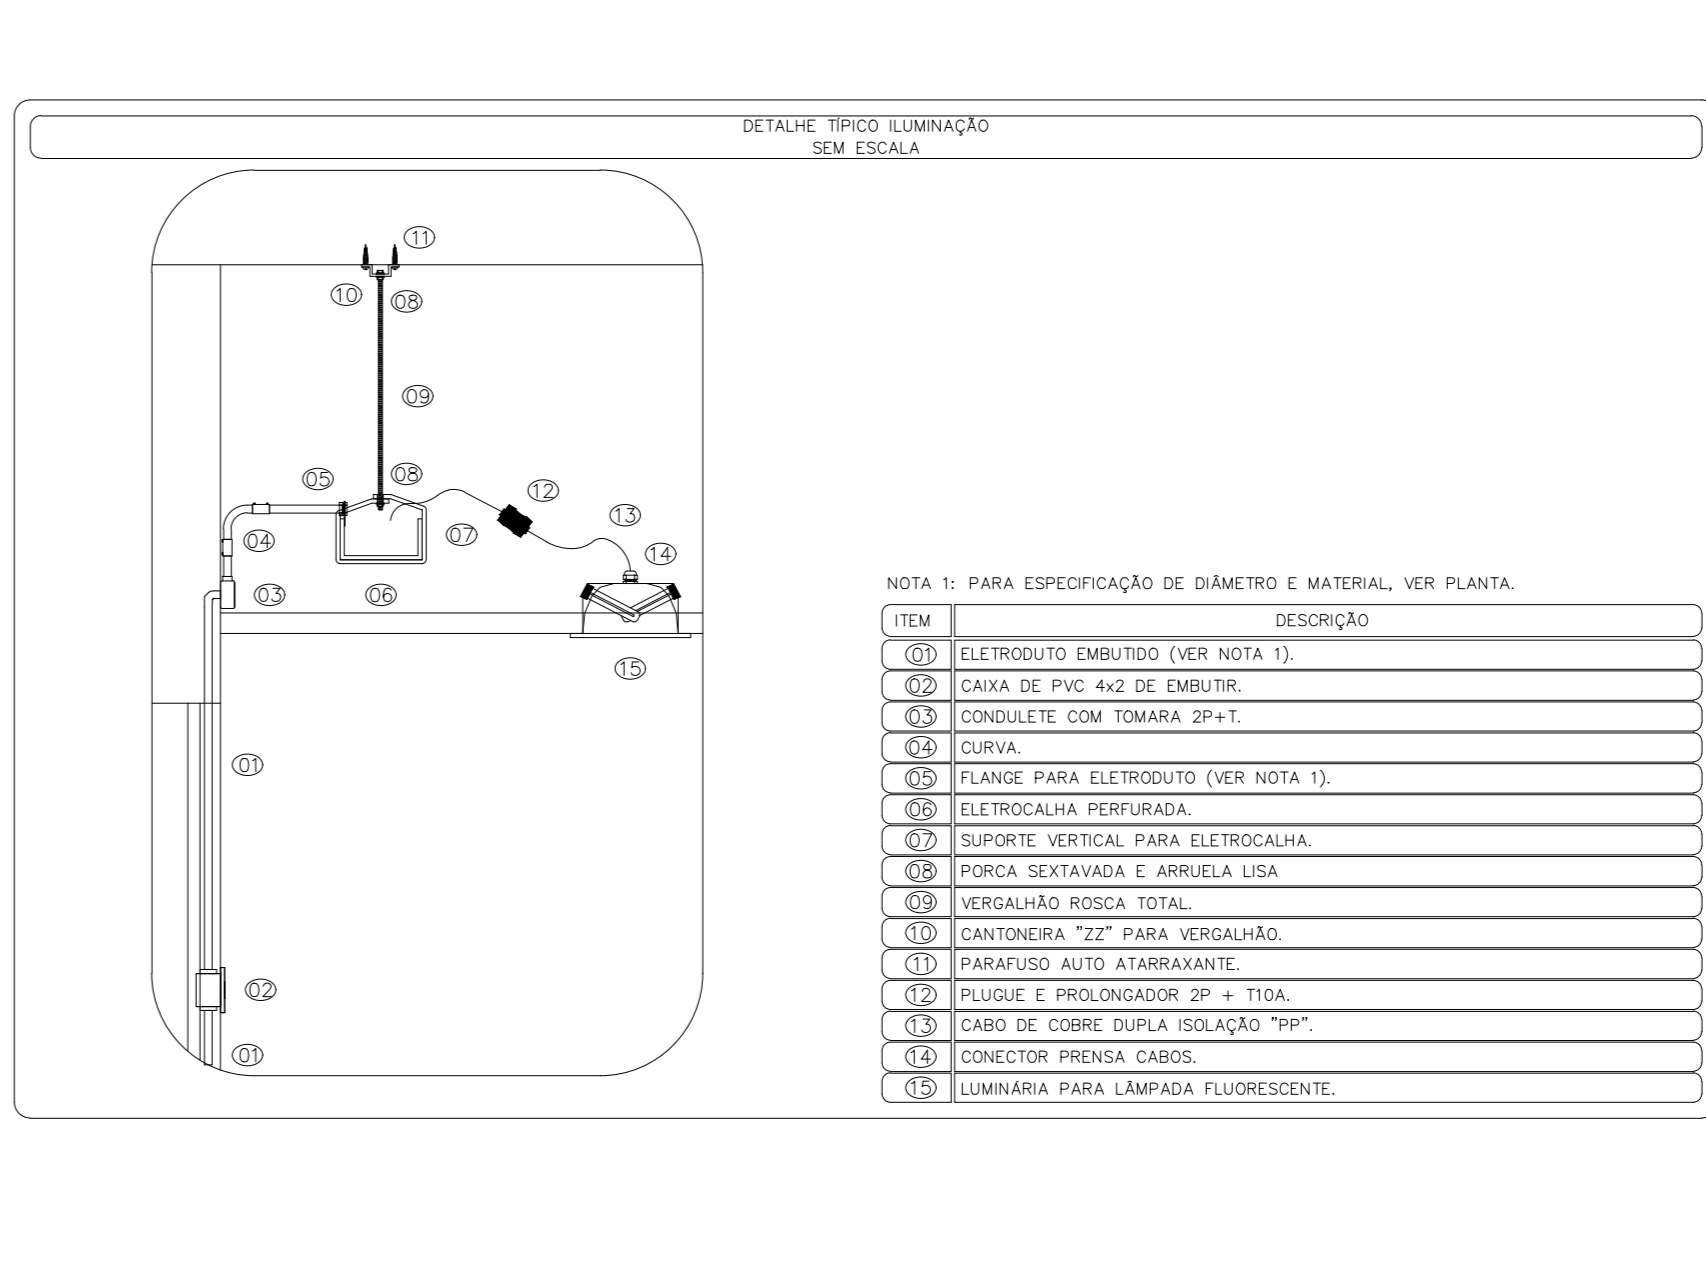 DETALHE TÍPICO ILUMINAÇÃO
SEM ESCALA
11
10
08
09
08
05
12
13
07
04
14
03
06
15
01
02
01
NOTA 1: PARA ESPECIFICAÇÃO DE DIÂMETRO E MATERIAL, VER PLANTA.
ITEM DESCRIÇÃO
01 ELETRODUTO EMBUTIDO (VER NOTA 1).
02 CAIXA DE PVC 4x2 DE EMBUTIR.
03 CONDULETE COM TOMARA 2P+T.
04 CURVA.
05 FLANGE PARA ELETRODUTO (VER NOTA 1).
06 ELETROCALHA PERFURADA.
07 SUPORTE VERTICAL PARA ELETROCALHA.
08 PORCA SEXTAVADA E ARRUELA LISA
09 VERGALHÃO ROSCA TOTAL.
10 CANTONEIRA "ZZ" PARA VERGALHÃO.
11 PARAFUSO AUTO ATARRAXANTE.
12 PLUGUE E PROLONGADOR 2P + T10A.
13 CABO DE COBRE DUPLA ISOLAÇÃO "PP".
14 CONECTOR PRENSA CABOS.
15 LUMINÁRIA PARA LÂMPADA FLUORESCENTE.